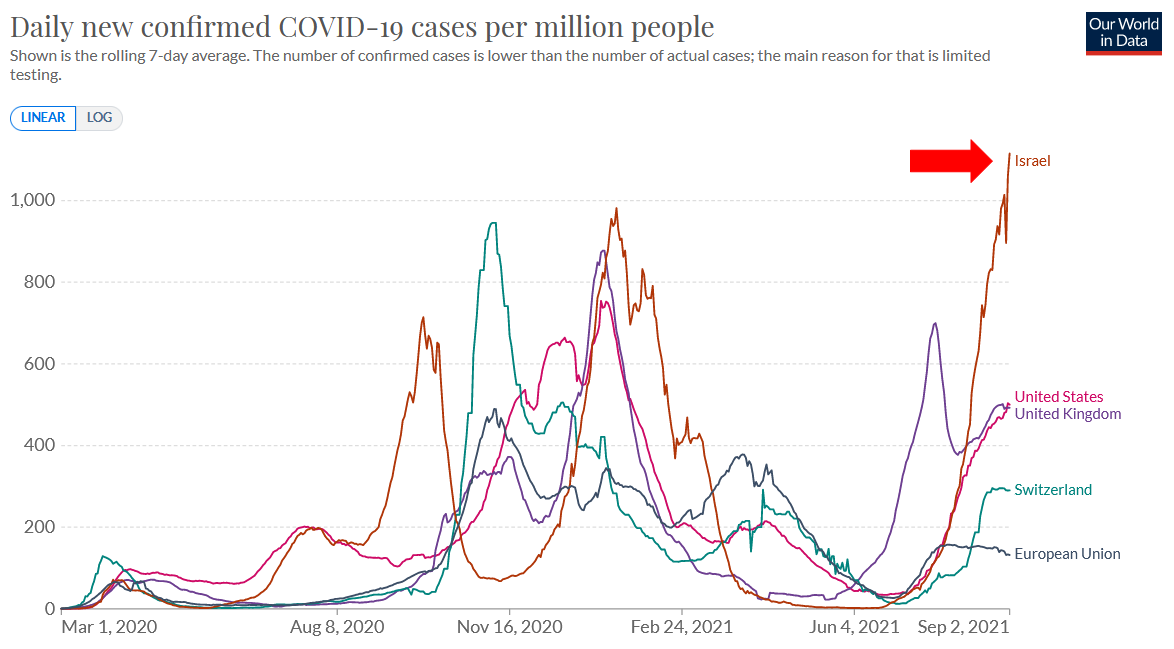 Daily new confirmed COVID-19 cases per million people
Shown is the rolling 7-day average. The number of confirmed cases is lower than the number of actual cases; the main reason for that is limited
testing.
Our World
in Data
LINEAR
LOG
Israel
1,000
800
600
400
200
0
United States
United Kingdom
Switzerland
European Union
Mar 1, 2020
Aug 8, 2020
Nov 16, 2020
Feb 24, 2021
Jun 4, 2021
Sep 2, 2021